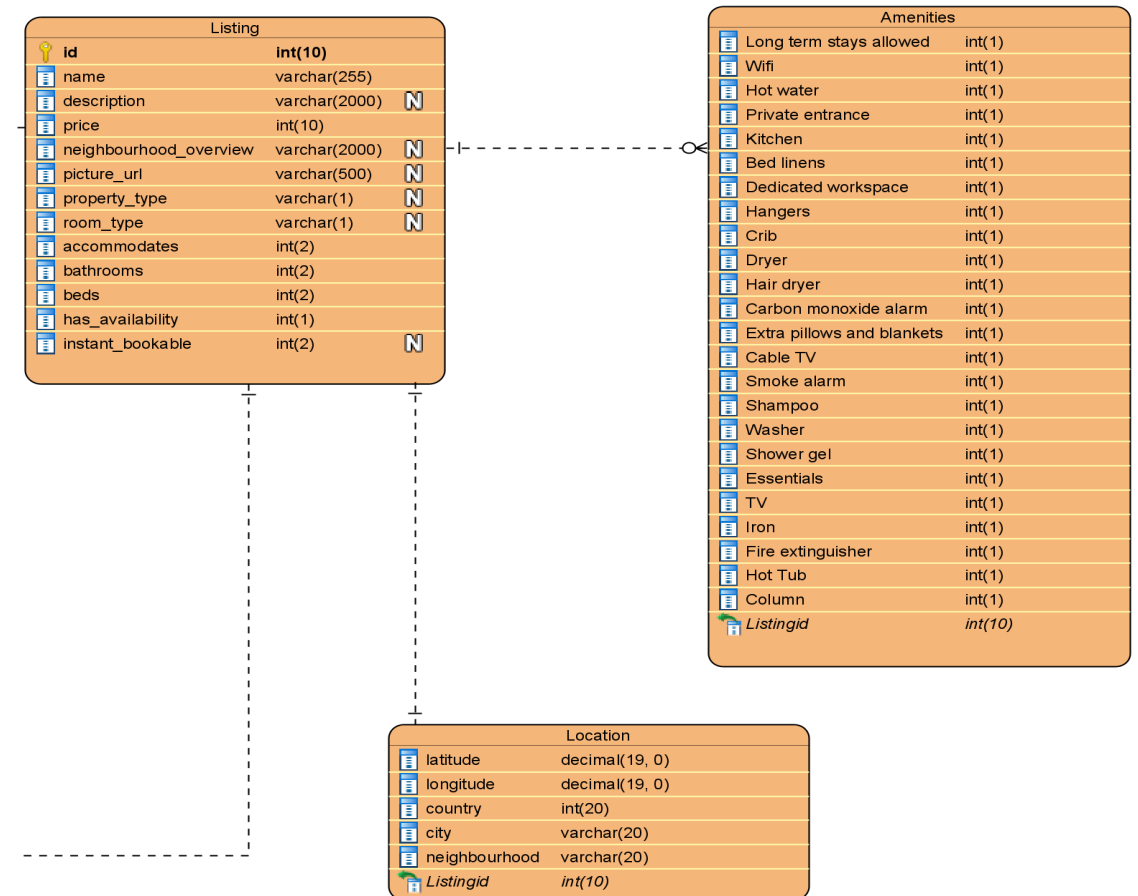 Listing
id int(10)
name varchar(255)
description varchar(2000) N
price int(10)
neighbourhood_overview varchar(2000) N
picture_url varchar(500) N
property_type varchar(1) N
room_type varchar(1) N
accommodates int(2)
bathrooms int(2)
beds int(2)
has_availability int(1)
instant_bookable int(2) N
Amenities
Long term stays allowed int(1)
Wifi int(1)
Hot water int(1)
Private entrance int(1)
Kitchen int(1)
Bed linens int(1)
Dedicated workspace int(1)
Hangers int(1)
Crib int(1)
Dryer int(1)
Hair dryer int(1)
Carbon monoxide alarm int(1)
Extra pillows and blankets int(1)
Cable TV int(1)
Smoke alarm int(1)
Shampoo int(1)
Washer int(1)
Shower gel int(1)
Essentials int(1)
TV int(1)
Iron int(1)
Fire extinguisher int(1)
Hot Tub int(1)
Column int(1)
Listingid int(10)
Location
latitude decimal(19, 0)
longitude decimal(19, 0)
country int(20)
city varchar(20)
neighbourhood varchar(20)
Listingid int(10)